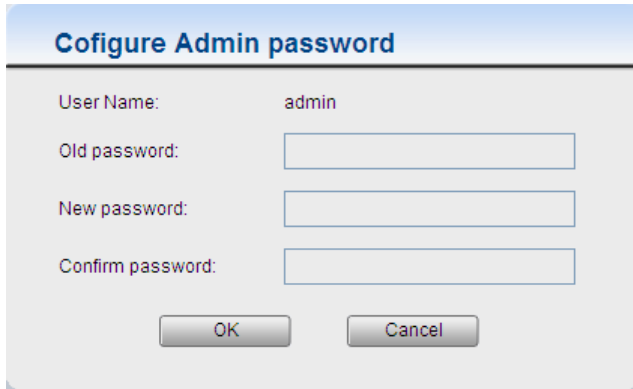 Cofigure Admin password
User Name: admin
Old password:
New password:
Confirm password:
OK Cancel